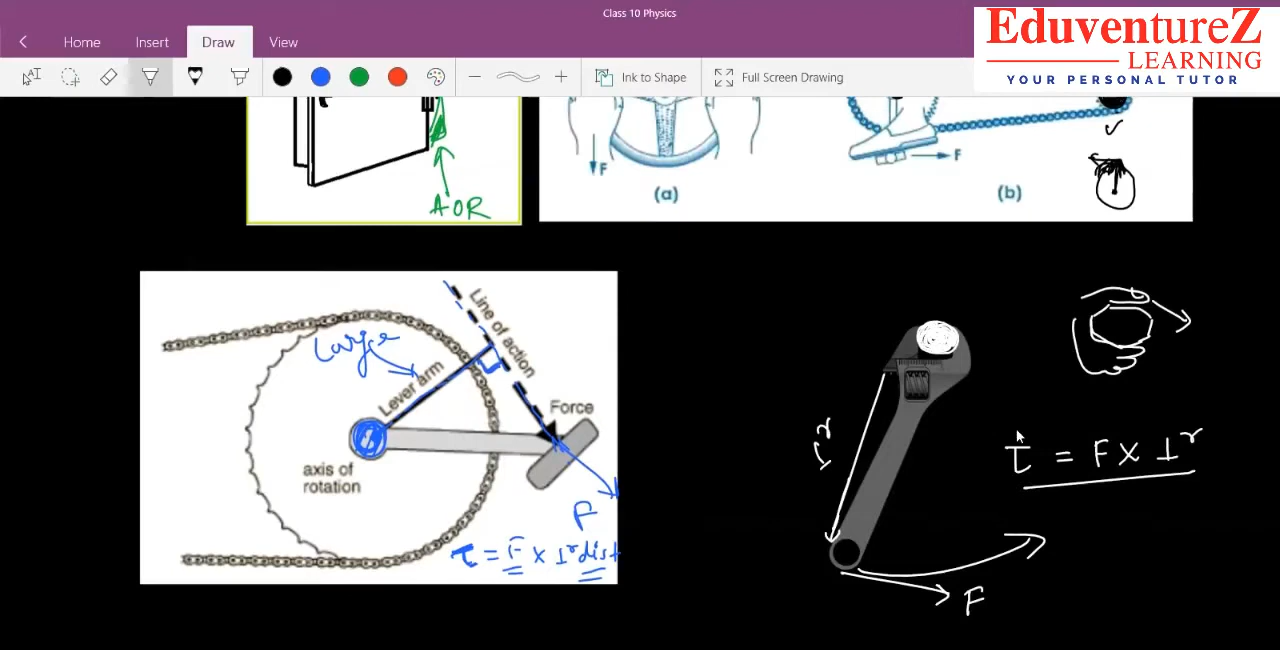 Class 10 Physics
EduventureZ
LEARNING
YOUR PERSONAL TUTOR
Home Insert Draw View
Ink to Shape Full Screen Drawing
F
F
(a)
(b)
AOR
Line of action
Large
Lever arm
Force
axis of
rotation
F
τ = F × ⊥ʳ dist
⊥ʳ
τ = F × ⊥ʳ
F